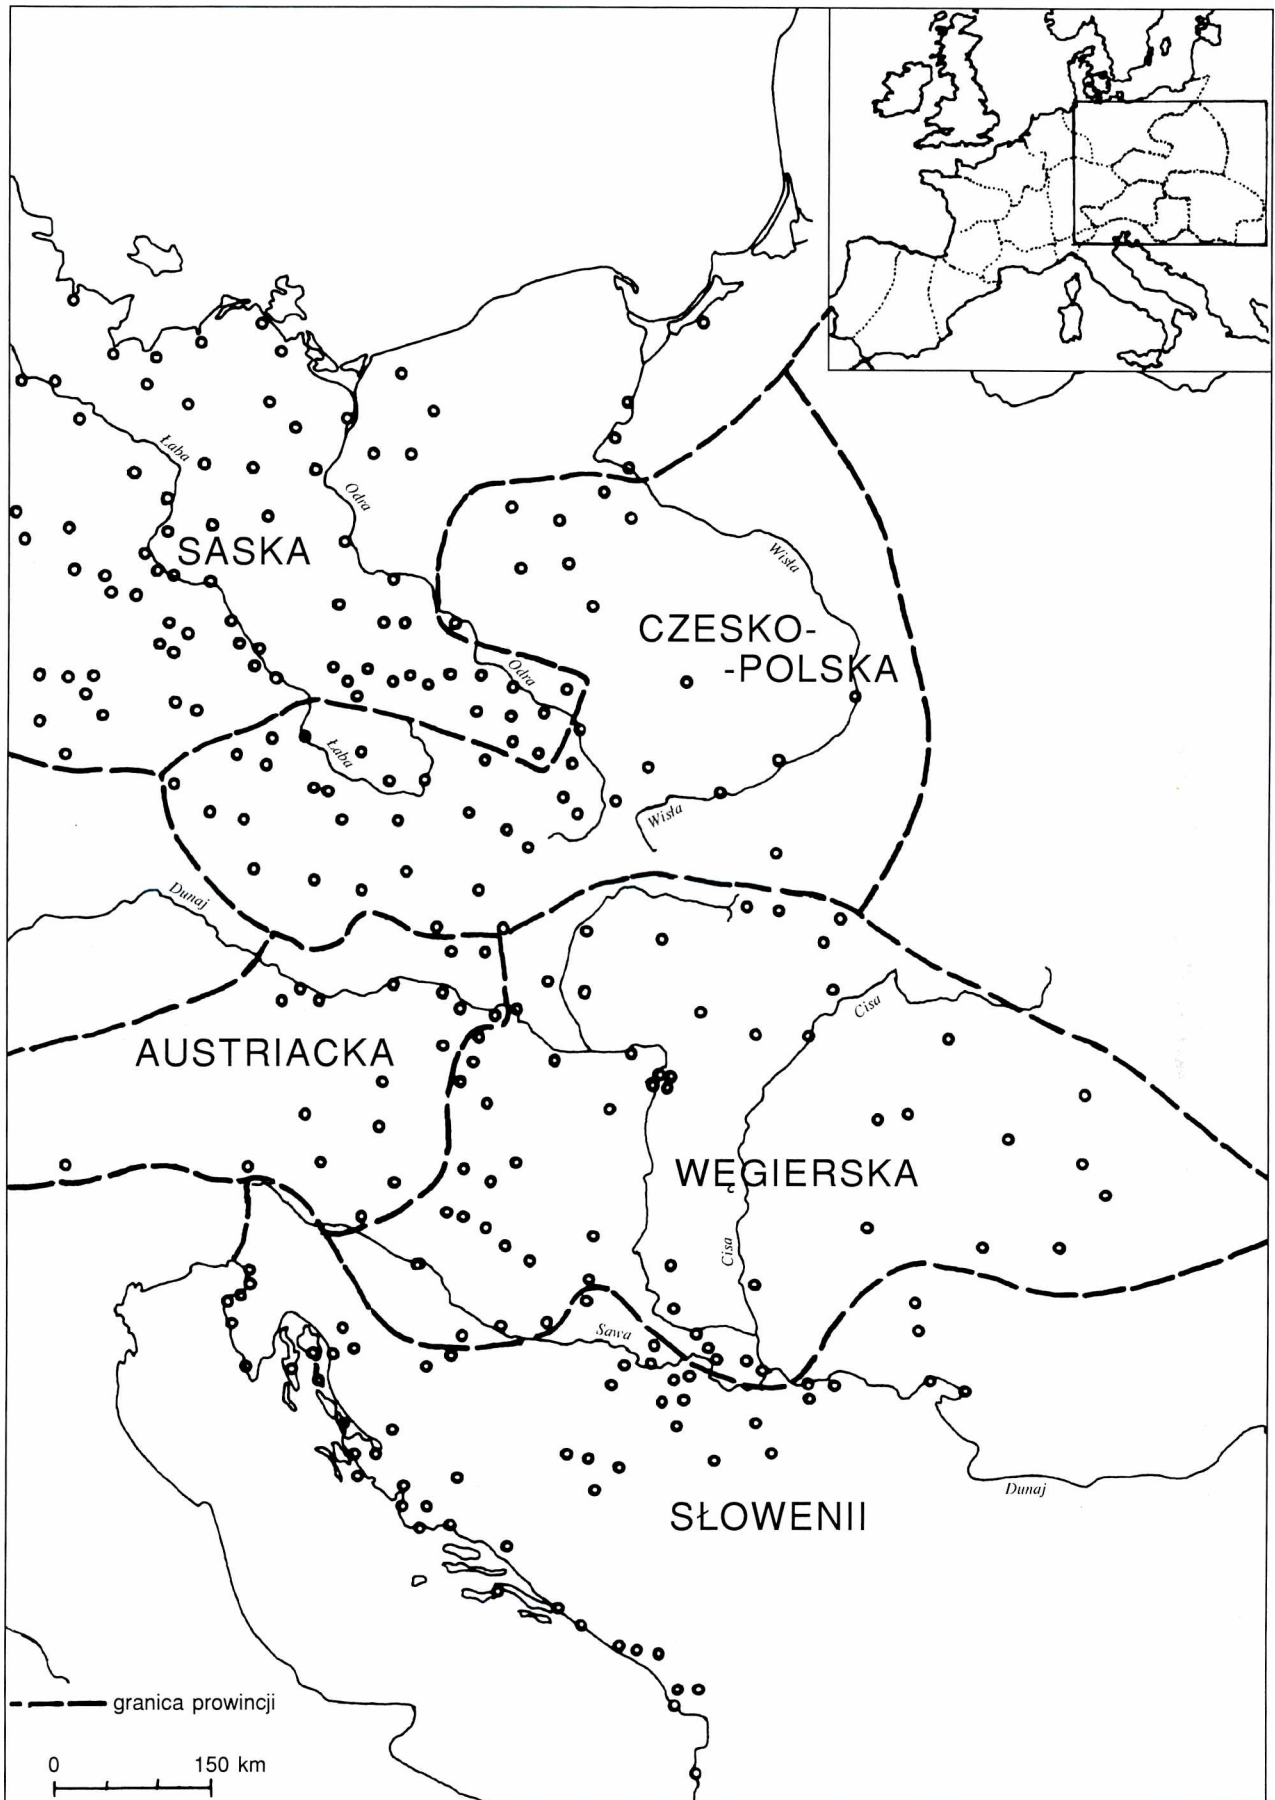 Łaba
Odra
SASKA
Wisła
CZESKO-
-POLSKA
Odra
Łaba
Wisła
Dunaj
Cisa
AUSTRIACKA
WĘGIERSKA
Cisa
Sawa
Dunaj
SŁOWENII
granica prowincji
0 150 km